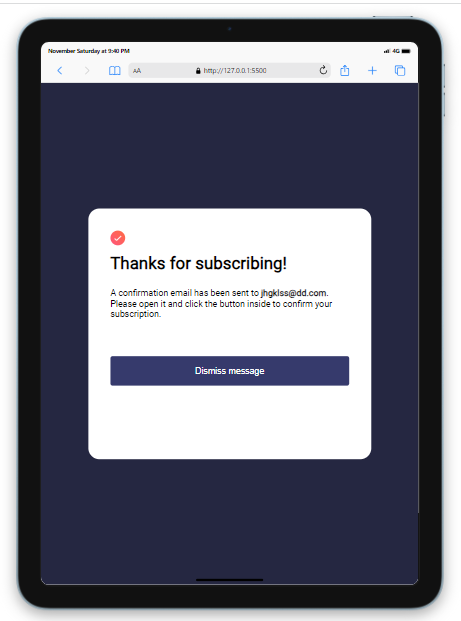 November Saturday at 9:40 PM
4G
AA
http://127.0.0.1:5500
Thanks for subscribing!
A confirmation email has been sent to jhgklss@dd.com.
Please open it and click the button inside to confirm your
subscription.
Dismiss message